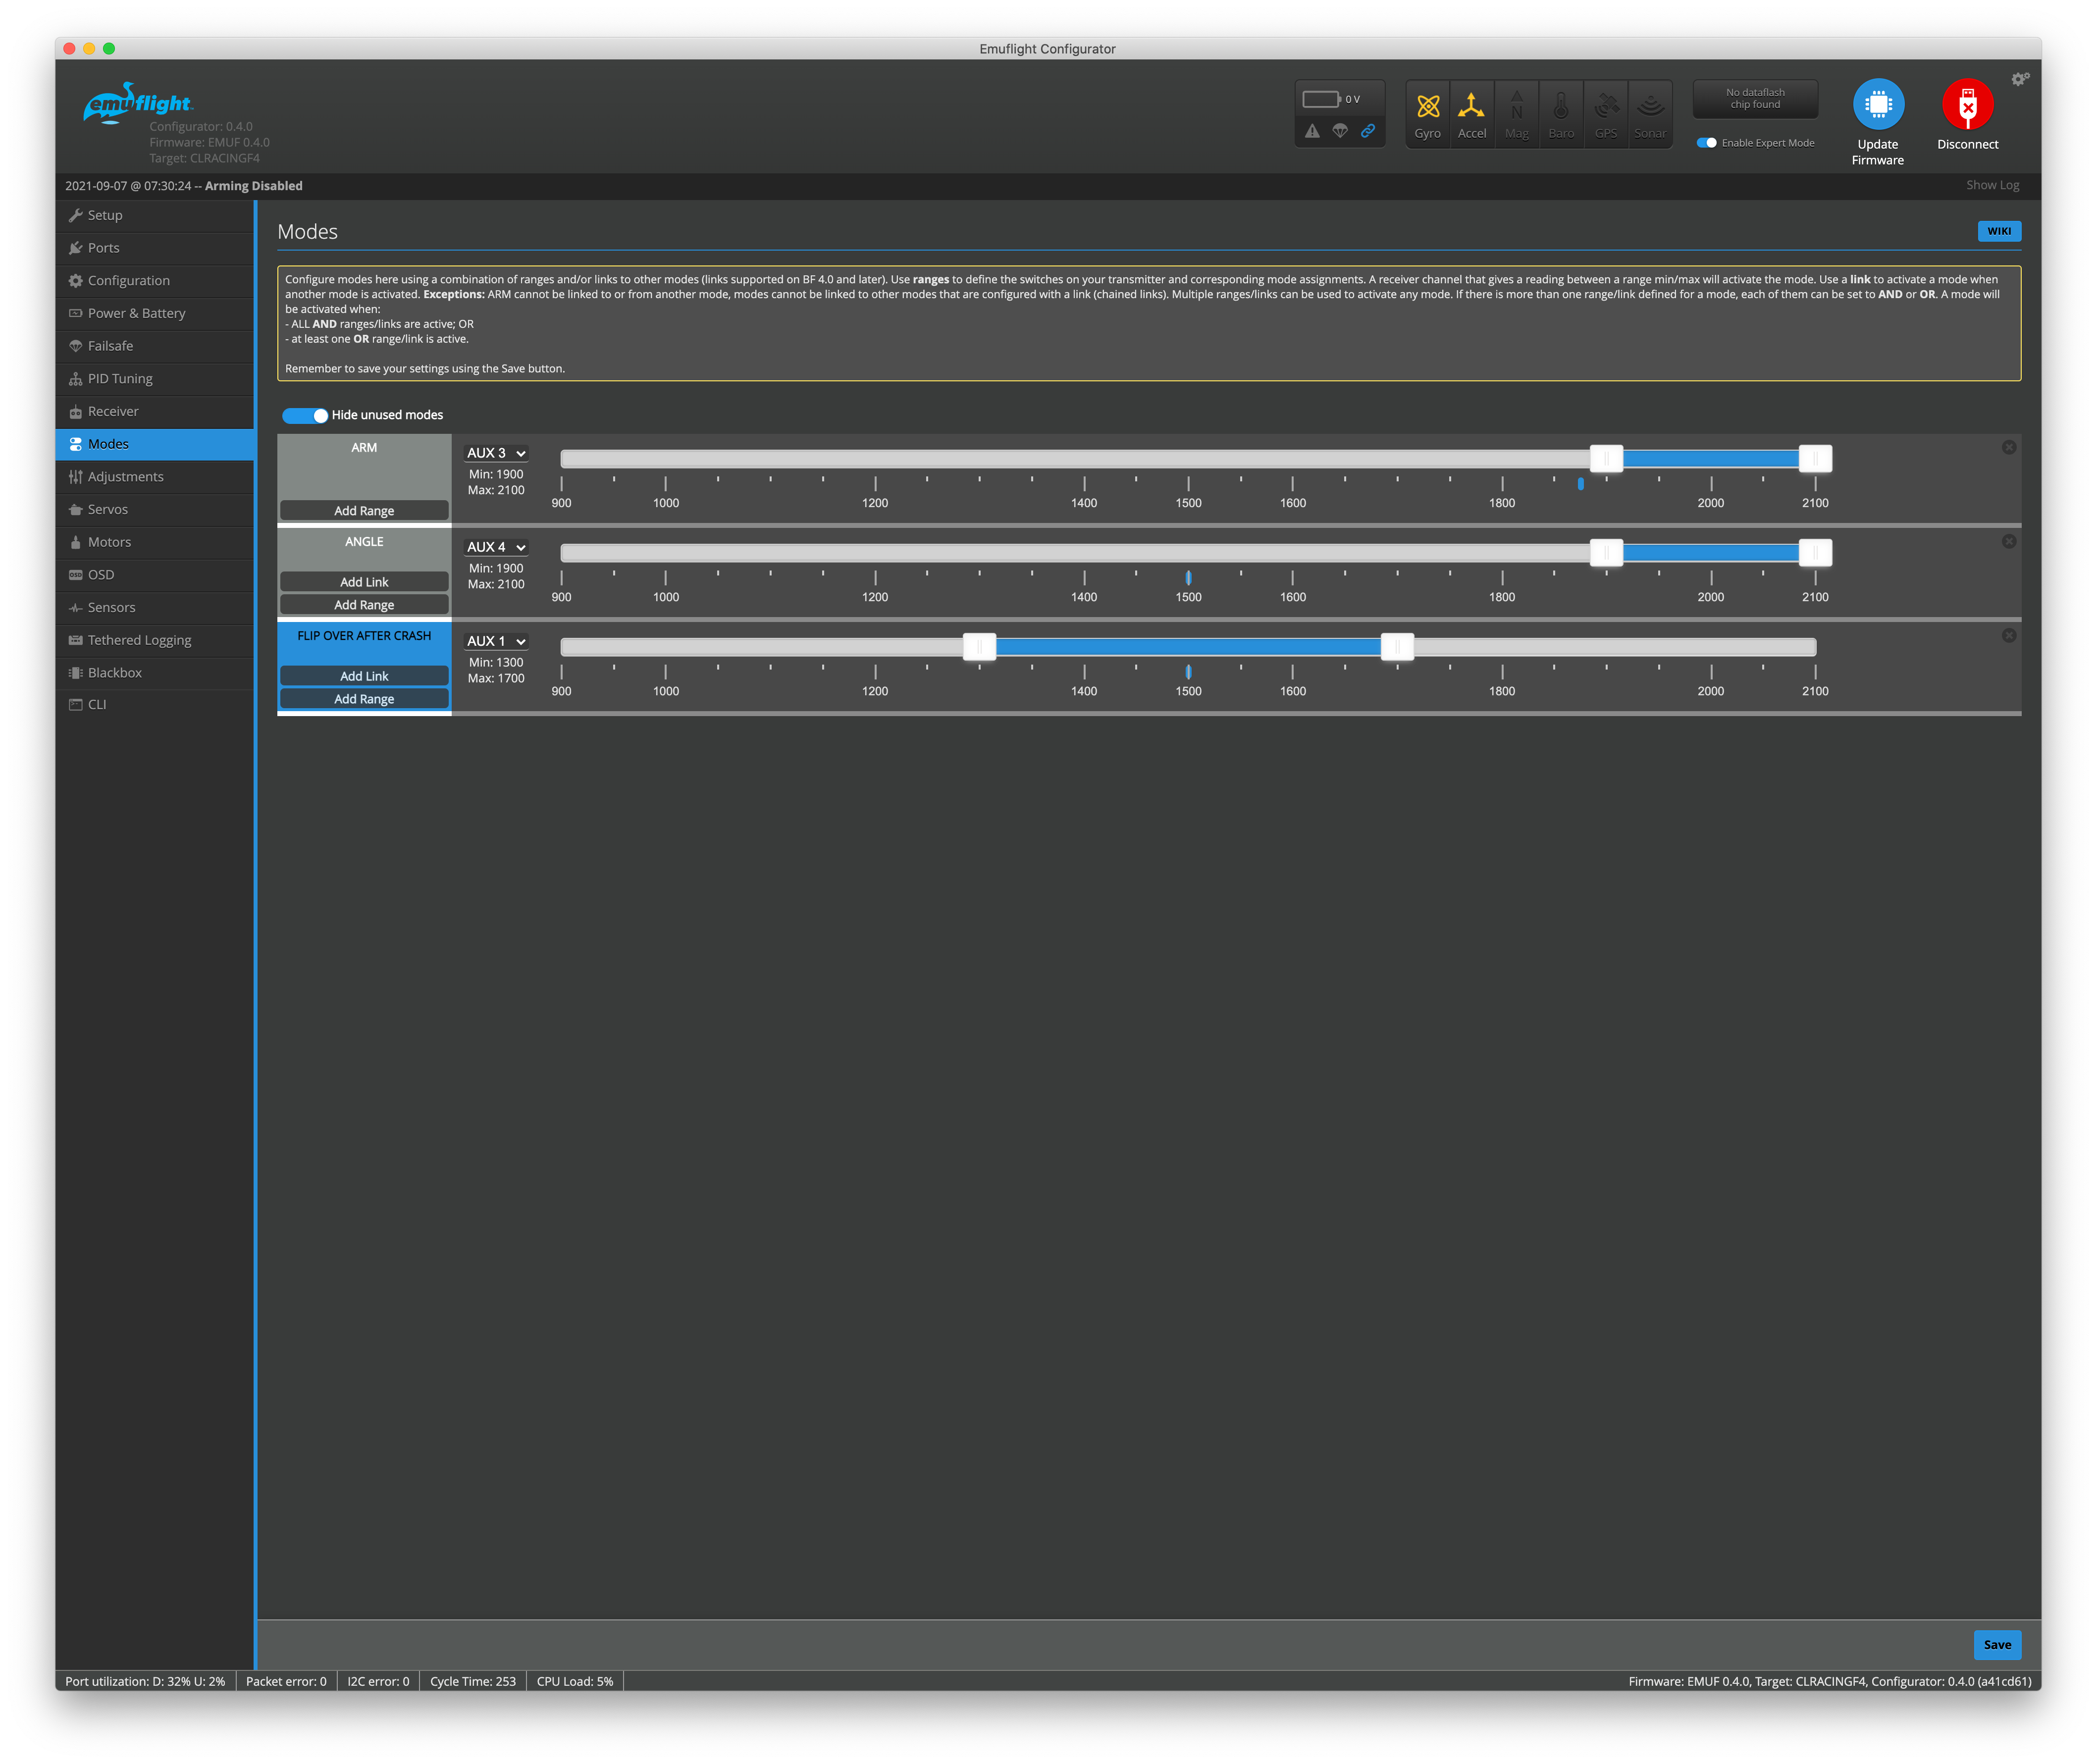 Emuflight Configurator
emuflight
Configurator: 0.4.0
Firmware: EMUF 0.4.0
Target: CLRACINGF4
0 V
Gyro
Accel
N
Mag
Baro
GPS
Sonar
No dataflash
chip found
Enable Expert Mode
Update
Firmware
Disconnect
2021-09-07 @ 07:30:24 -- Arming Disabled
Show Log
Setup
Ports
Configuration
Power & Battery
Failsafe
PID Tuning
Receiver
Modes
Adjustments
Servos
Motors
OSD
Sensors
Tethered Logging
Blackbox
CLI
Modes
WIKI
Configure modes here using a combination of ranges and/or links to other modes (links supported on BF 4.0 and later). Use ranges to define the switches on your transmitter and corresponding mode assignments. A receiver channel that gives a reading between a range min/max will activate the mode. Use a link to activate a mode when
another mode is activated. Exceptions: ARM cannot be linked to or from another mode, modes cannot be linked to other modes that are configured with a link (chained links). Multiple ranges/links can be used to activate any mode. If there is more than one range/link defined for a mode, each of them can be set to AND or OR. A mode will
be activated when:
- ALL AND ranges/links are active; OR
- at least one OR range/link is active.
Remember to save your settings using the Save button.
Hide unused modes
ARM
Add Range
AUX 3
Min: 1900
Max: 2100
900 1000 1200 1400 1500 1600 1800 2000 2100
ANGLE
Add Link
Add Range
AUX 4
Min: 1900
Max: 2100
900 1000 1200 1400 1500 1600 1800 2000 2100
FLIP OVER AFTER CRASH
Add Link
Add Range
AUX 1
Min: 1300
Max: 1700
900 1000 1200 1400 1500 1600 1800 2000 2100
Save
Port utilization: D: 32% U: 2%
Packet error: 0
I2C error: 0
Cycle Time: 253
CPU Load: 5%
Firmware: EMUF 0.4.0, Target: CLRACINGF4, Configurator: 0.4.0 (a41cd61)